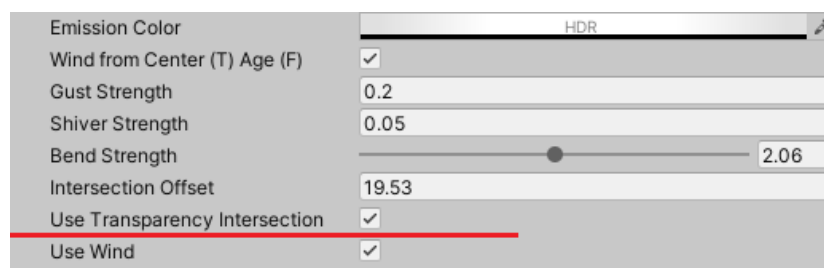 Emission Color HDR
Wind from Center (T) Age (F)
Gust Strength 0.2
Shiver Strength 0.05
Bend Strength 2.06
Intersection Offset 19.53
Use Transparency Intersection
Use Wind